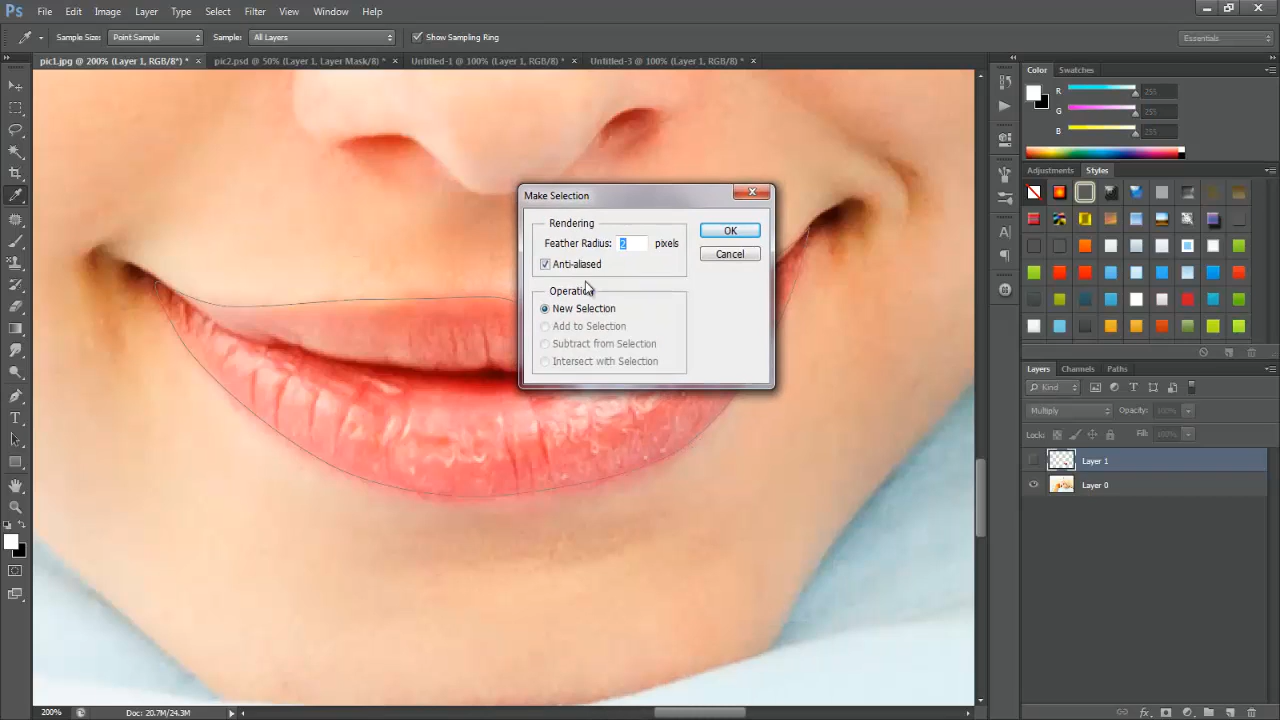 Ps File Edit Image Layer Type Select Filter View Window Help
Sample Size: Point Sample Sample: All Layers Show Sampling Ring Essentials
pic1.jpg @ 200% (Layer 1, RGB/8*) * × pic2.psd @ 50% (Layer 1, Layer Mask/8) * × Untitled-1 @ 100% (Layer 1, RGB/8) * × Untitled-3 @ 100% (Layer 1, RGB/8) * ×
Color Swatches
R 255
G 255
B 255
Adjustments Styles
Make Selection
Rendering
Feather Radius: 2 pixels
Anti-aliased
OK
Cancel
Operation
New Selection
Add to Selection
Subtract from Selection
Intersect with Selection
Layers Channels Paths
Kind
Multiply Opacity: 100%
Lock: Fill: 100%
Layer 1
Layer 0
200% Doc: 20.7M/24.3M